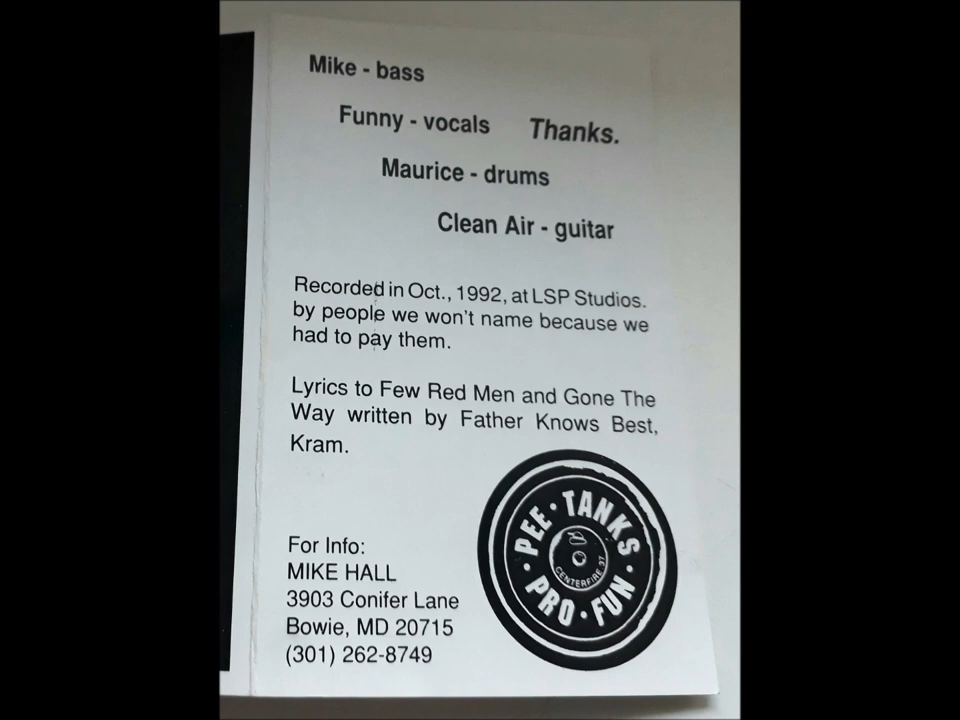 Mike - bass
Funny - vocals Thanks.
Maurice - drums
Clean Air - guitar
Recorded in Oct., 1992, at LSP Studios.
by people we won't name because we
had to pay them.
Lyrics to Few Red Men and Gone The
Way written by Father Knows Best,
Kram.
For Info:
MIKE HALL
3903 Conifer Lane
Bowie, MD 20715
(301) 262-8749
PEE · TANKS · PRO · FUN ·
CENTERFIRE.37